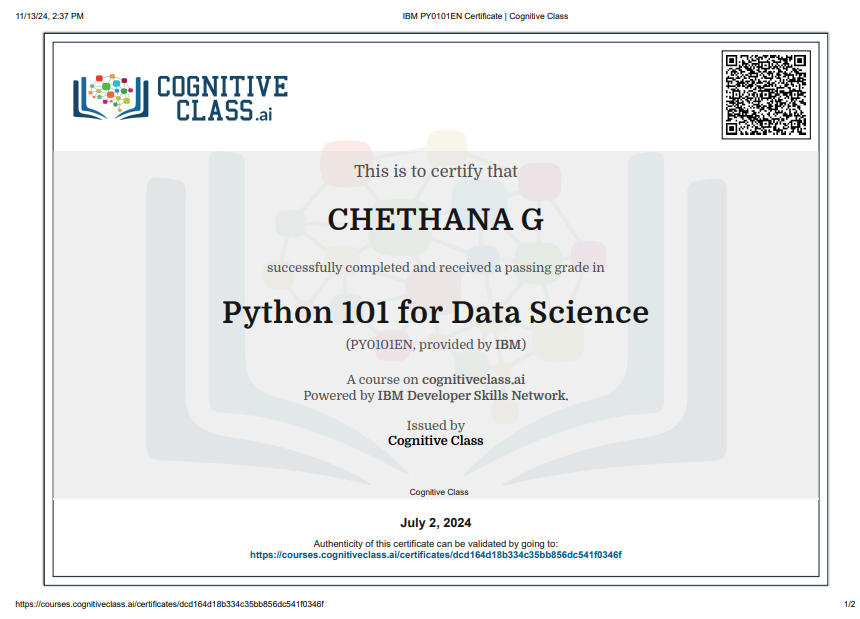 11/13/24, 2:37 PM
IBM PY0101EN Certificate | Cognitive Class
COGNITIVE
CLASS.ai
This is to certify that
CHETHANA G
successfully completed and received a passing grade in
Python 101 for Data Science
(PY0101EN, provided by IBM)
A course on cognitiveclass.ai
Powered by IBM Developer Skills Network.
Issued by
Cognitive Class
Cognitive Class
July 2, 2024
Authenticity of this certificate can be validated by going to:
https://courses.cognitiveclass.ai/certificates/dcd164d18b334c35bb856dc541f0346f
https://courses.cognitiveclass.ai/certificates/dcd164d18b334c35bb856dc541f0346f
1/2